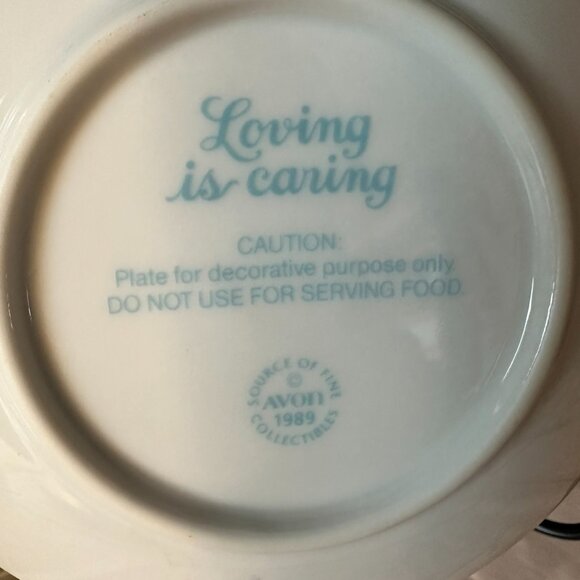 Loving
is caring
CAUTION:
Plate for decorative purpose only
DO NOT USE FOR SERVING FOOD
SOURCE OF FINE
©
AVON
1989
COLLECTIBLES